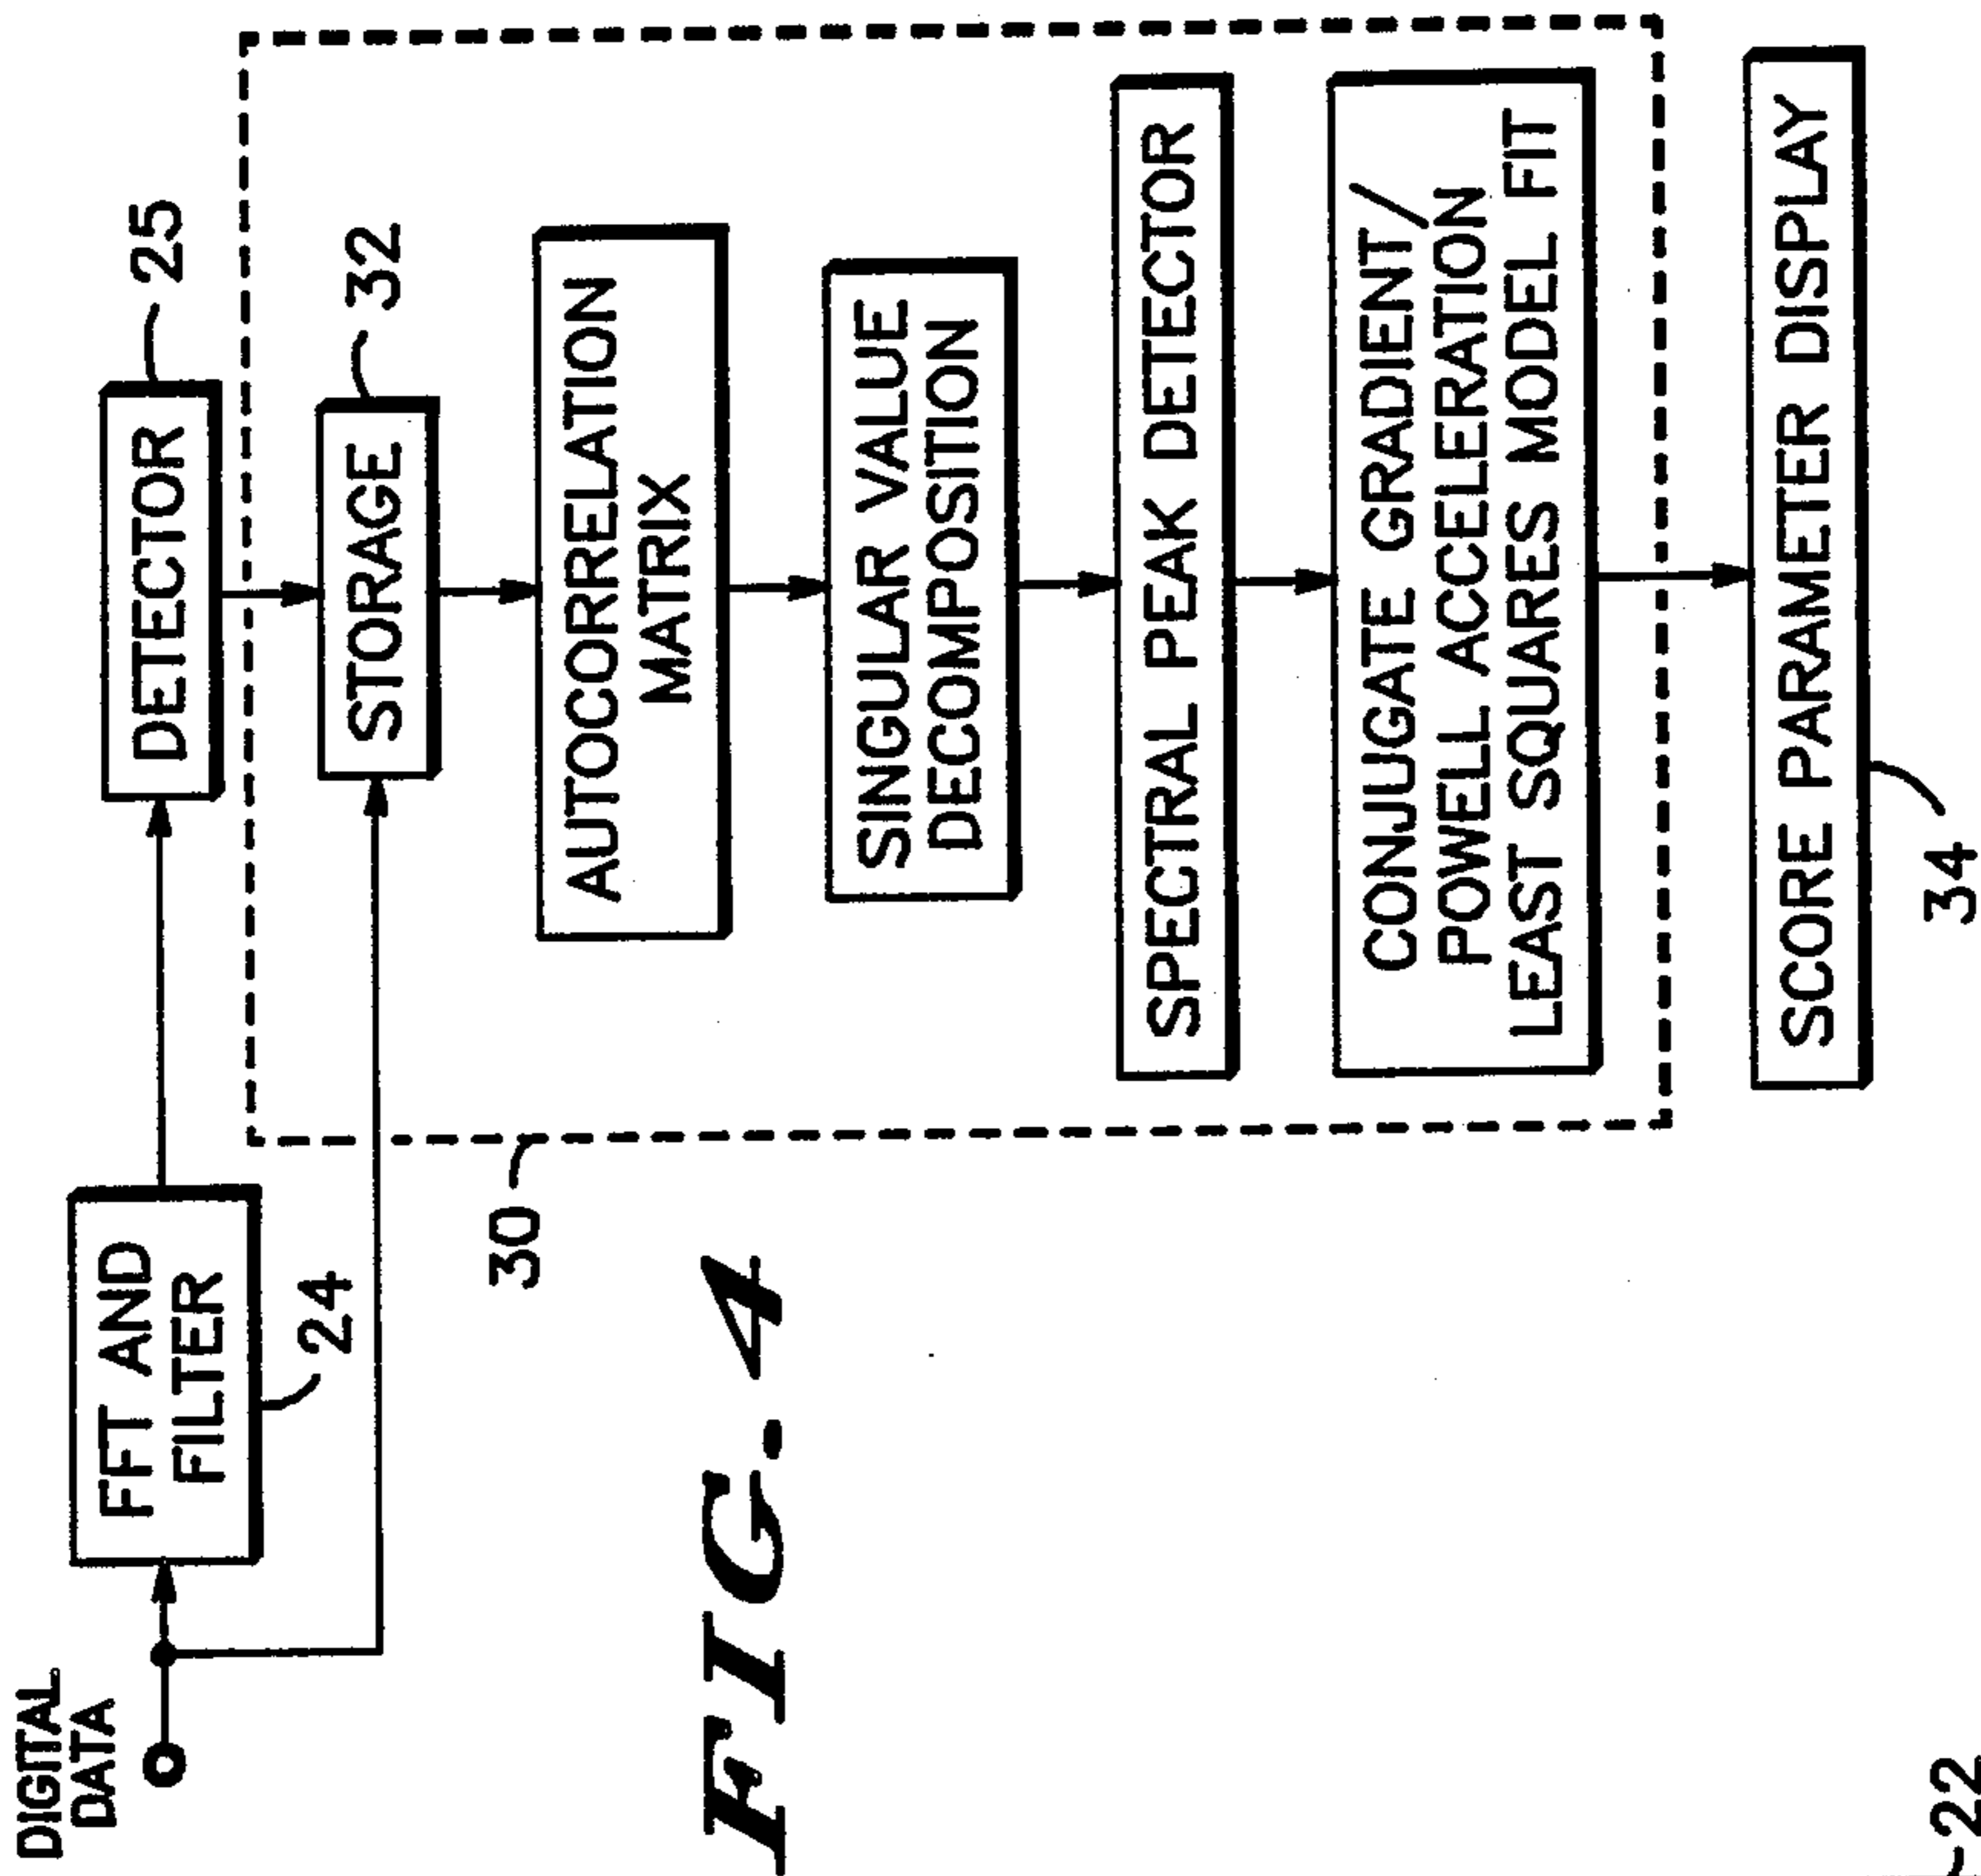 DIGITAL
DATA
FFT AND
FILTER
24
DETECTOR
25
30
STORAGE
32
AUTOCORRELATION
MATRIX
SINGULAR VALUE
DECOMPOSITION
SPECTRAL PEAK DETECTOR
CONJUGATE GRADIENT/
POWELL ACCELERATION
LEAST SQUARES MODEL FIT
SCORE PARAMETER DISPLAY
34
FIG. 4
22